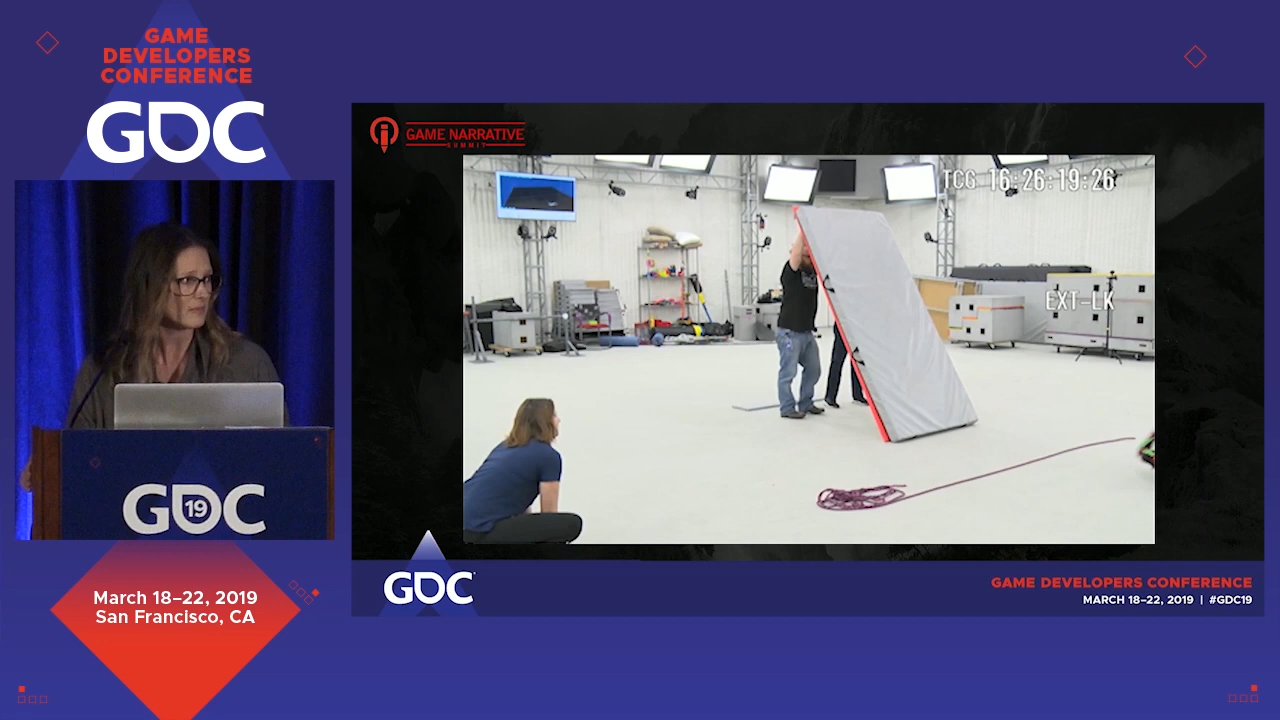 GAME
DEVELOPERS
CONFERENCE
GDC
GAME NARRATIVE
SUMMIT
TCG 16:26:19:26
EXT-LK
GDC
19
March 18–22, 2019
San Francisco, CA
GDC
GAME DEVELOPERS CONFERENCE
MARCH 18–22, 2019 | #GDC19